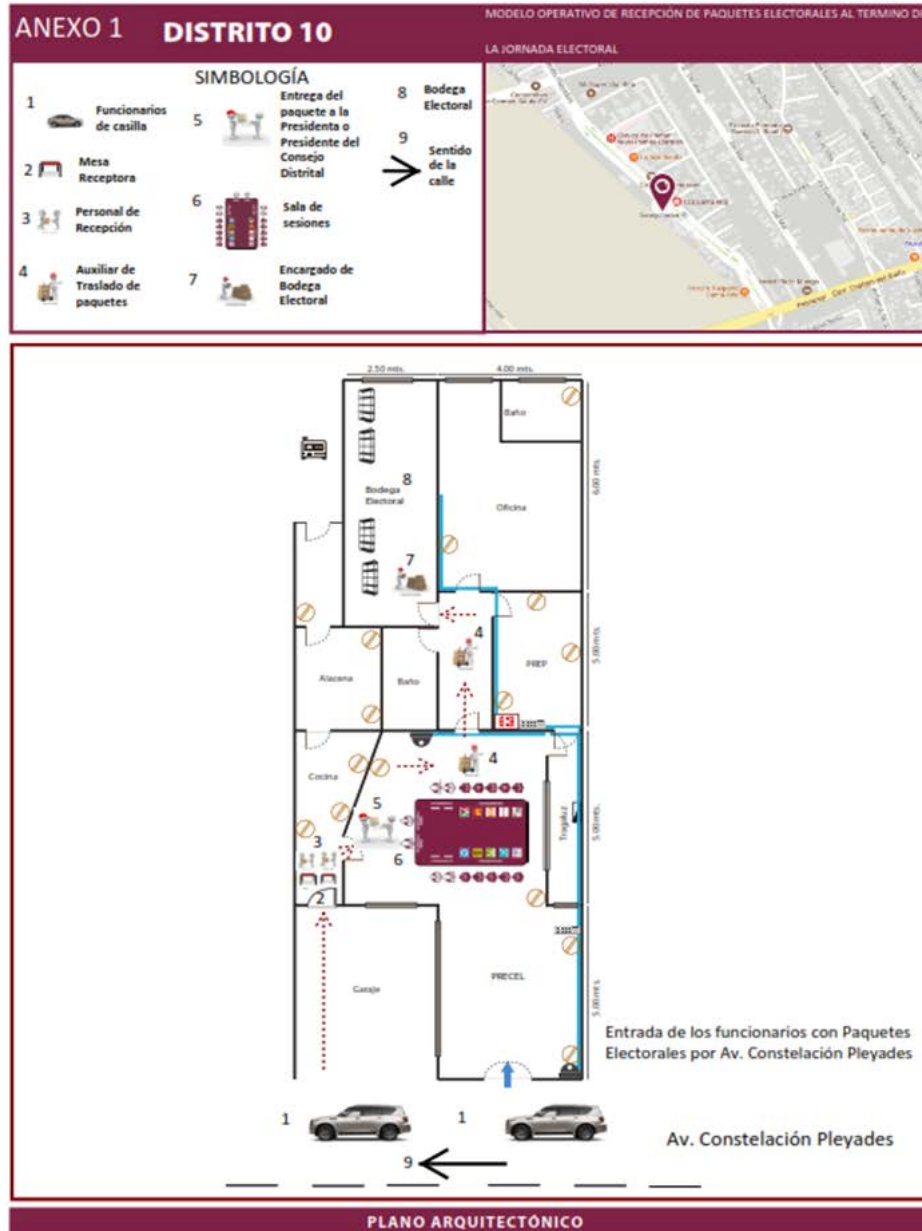 ANEXO 1
DISTRITO 10
MODELO OPERATIVO DE RECEPCIÓN DE PAQUETES ELECTORALES AL TERMINO DE
LA JORNADA ELECTORAL
SIMBOLOGÍA
1
Funcionarios
de casilla
2
Mesa
Receptora
3
Personal de
Recepción
4
Auxiliar de
Traslado de
paquetes
5
Entrega del
paquete a la
Presidenta o
Presidente del
Consejo
Distrital
6
Sala de
sesiones
7
Encargado de
Bodega
Electoral
8
Bodega
Electoral
9
Sentido
de la
calle
2.50 mts.
4.00 mts.
Baño
6.00 mts.
8
Bodega
Electoral
Oficina
7
4
PREP
5.00 mts.
Alazana
Baño
Cocina
4
5
Tragaluz
5.00 mts.
3
6
2
Garaje
PRECEL
5.00 mts.
Entrada de los funcionarios con Paquetes
Electorales por Av. Constelación Pleyades
1
1
Av. Constelación Pleyades
9
PLANO ARQUITECTÓNICO